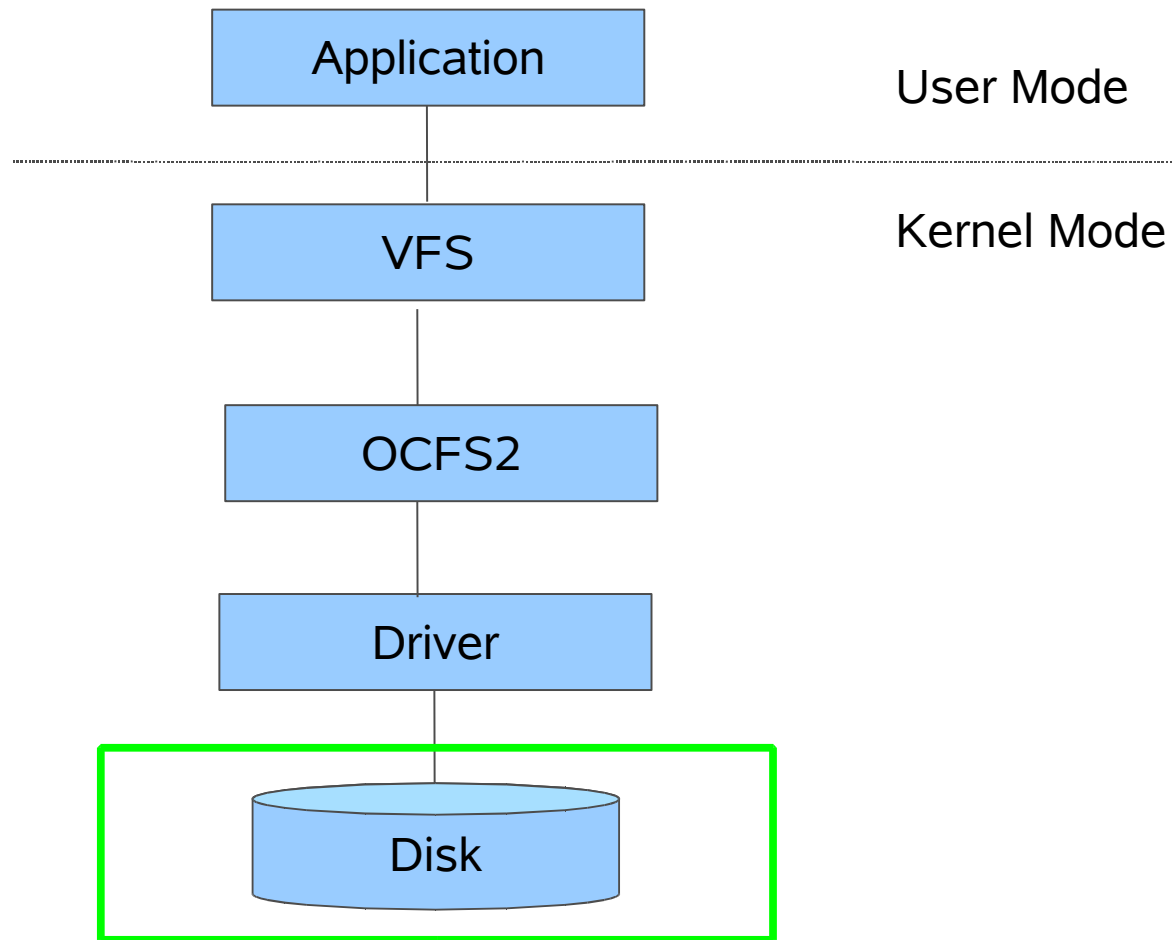 Application
User Mode
VFS
Kernel Mode
OCFS2
Driver
Disk